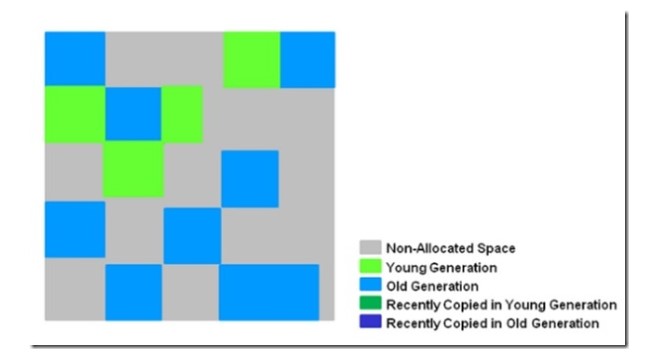 Non-Allocated Space
Young Generation
Old Generation
Recently Copied in Young Generation
Recently Copied in Old Generation